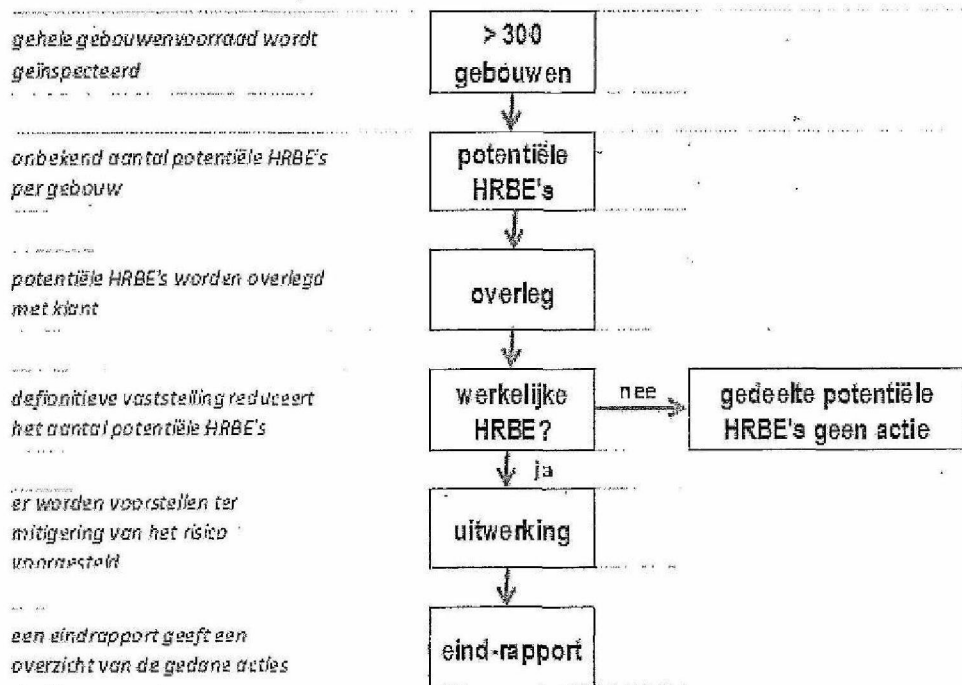 gehele gebouwenvoorraad wordt
geïnspecteerd
> 300
gebouwen
onbekend aantal potentiële HRBE's
per gebouw
potentiële
HRBE's
potentiële HRBE's worden overlegd
met klant
overleg
defionitieve vaststelling reduceert
het aantal potentiële HRBE's
werkelijke
HRBE?
nee
gedeelte potentiële
HRBE's geen actie
ja
er worden voorstellen ter
mitigering van het risico
voorgesteld
uitwerking
een eindrapport geeft een
overzicht van de gedane acties
eind-rapport